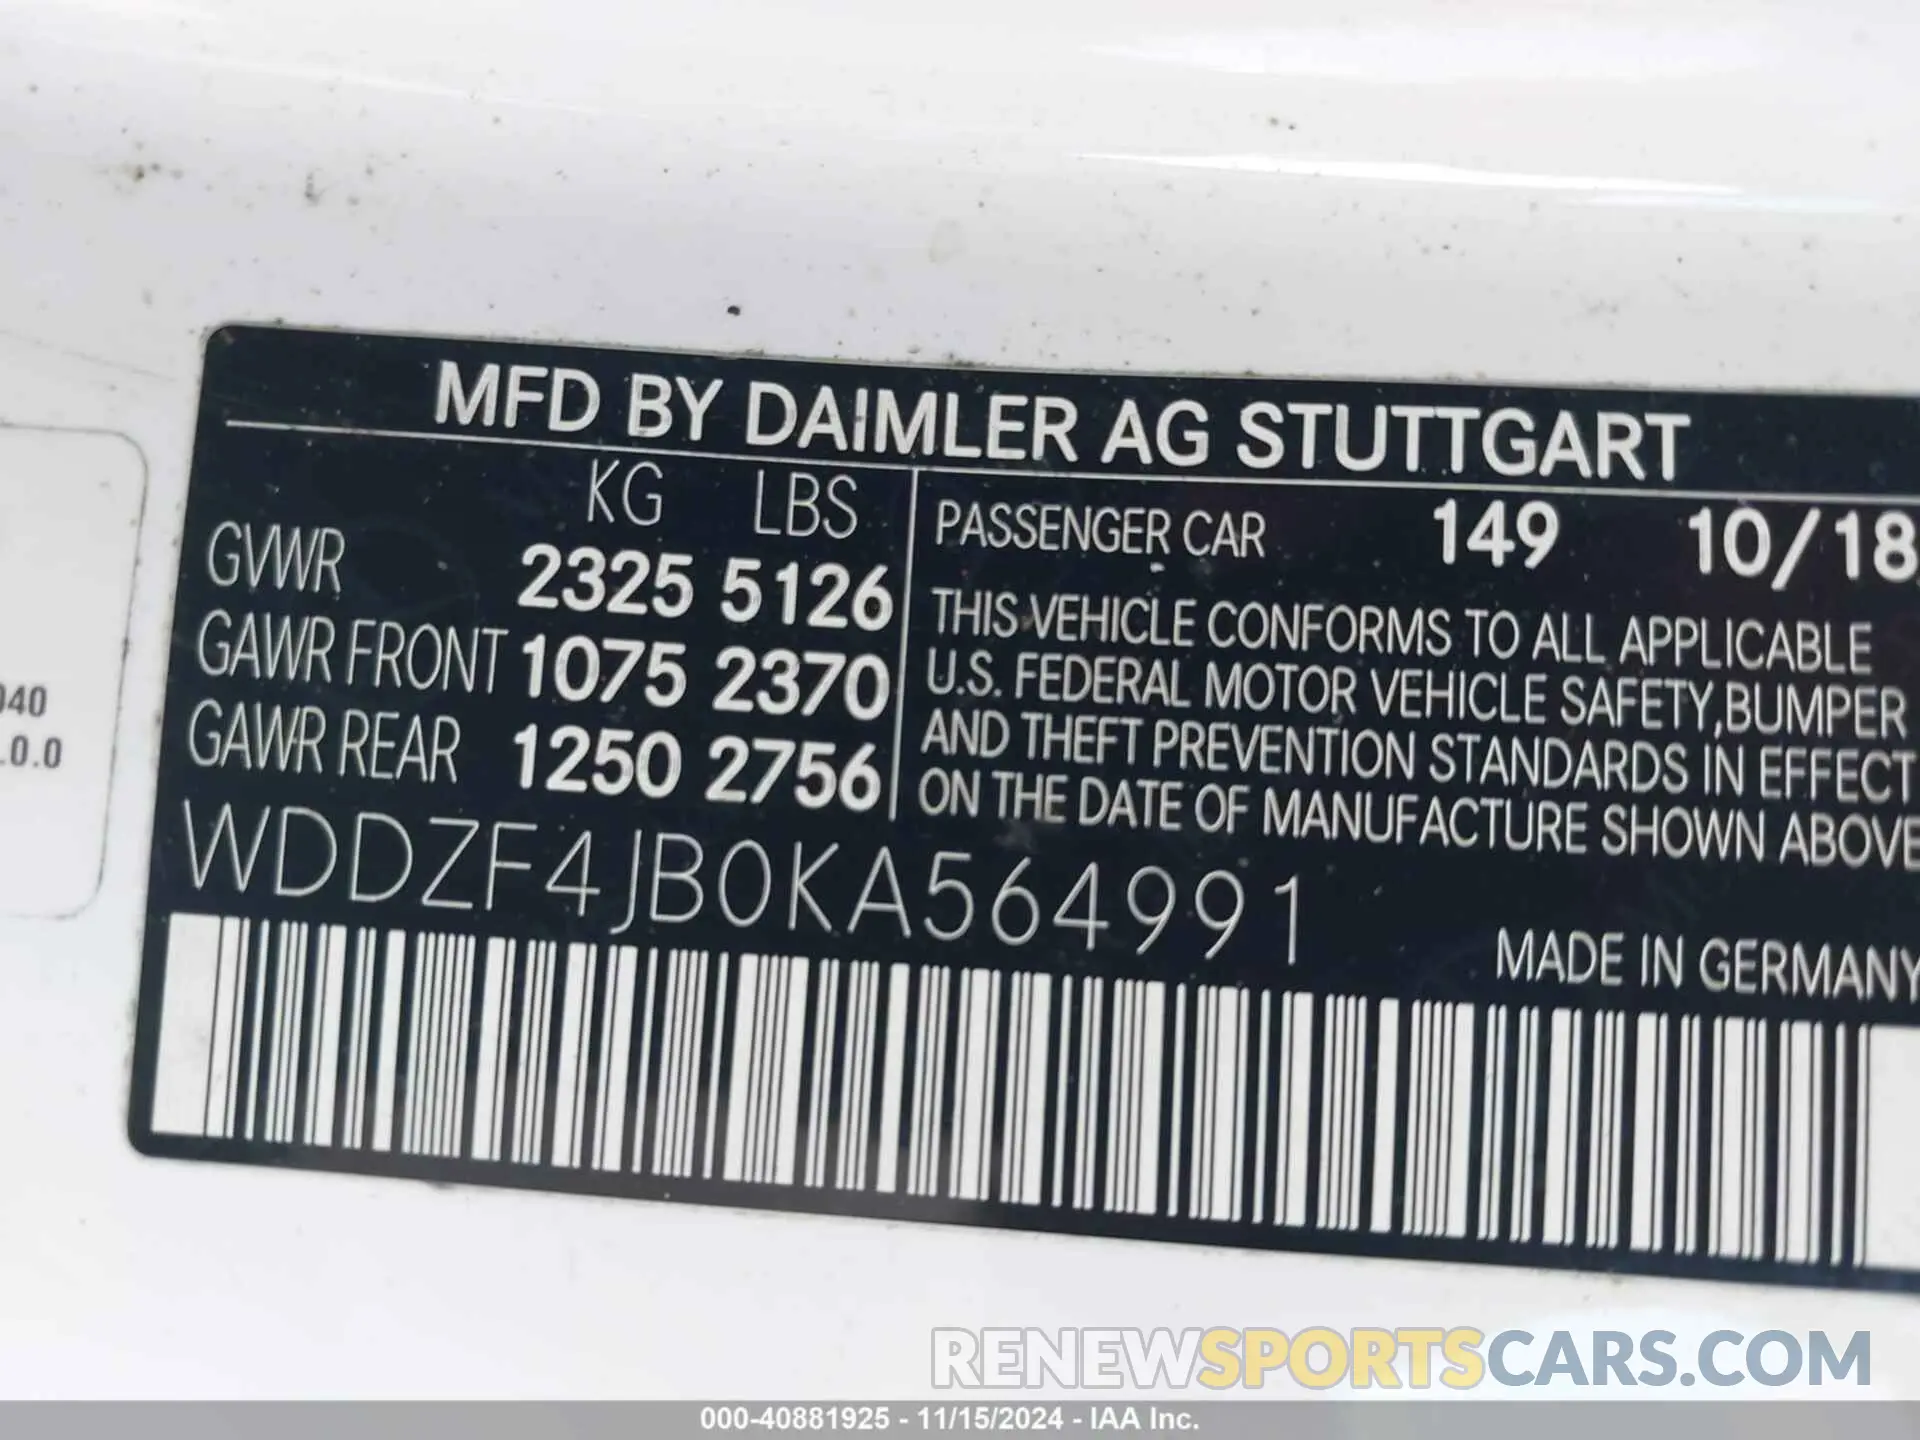 MFD BY DAIMLER AG STUTTGART
KG LBS
GVWR 2325 5126
GAWR FRONT 1075 2370
GAWR REAR 1250 2756
PASSENGER CAR 149 10/18
THIS VEHICLE CONFORMS TO ALL APPLICABLE
U.S. FEDERAL MOTOR VEHICLE SAFETY,BUMPER
AND THEFT PREVENTION STANDARDS IN EFFECT
ON THE DATE OF MANUFACTURE SHOWN ABOVE
WDDZF4JB0KA564991
MADE IN GERMANY
040
.0.0
RENEWSPORTSCARS.COM
000-40881925 - 11/15/2024 - IAA Inc.